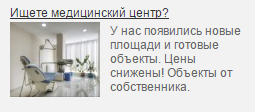 Ищете медицинский центр?
У нас появились новые
площади и готовые
объекты. Цены
снижены! Объекты от
собственника.